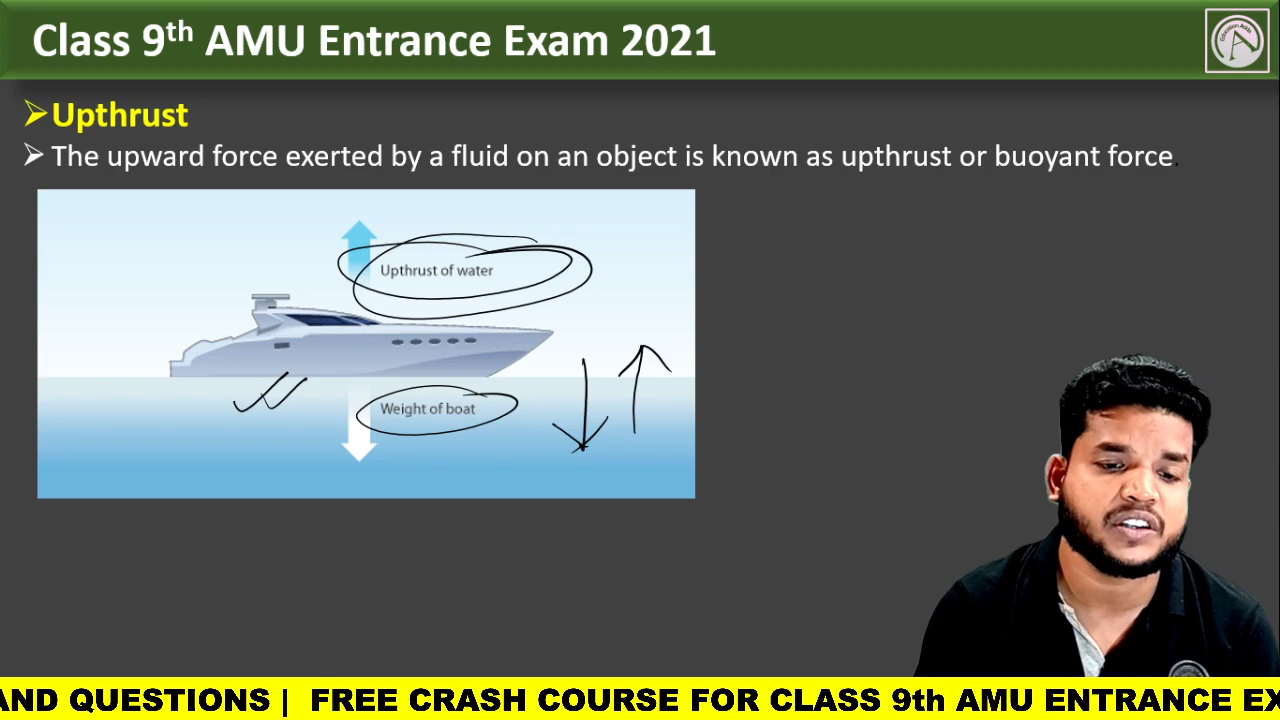 Class 9th AMU Entrance Exam 2021
Education Adda
Upthrust
The upward force exerted by a fluid on an object is known as upthrust or buoyant force.
Upthrust of water
Weight of boat
AND QUESTIONS | FREE CRASH COURSE FOR CLASS 9th AMU ENTRANCE EX